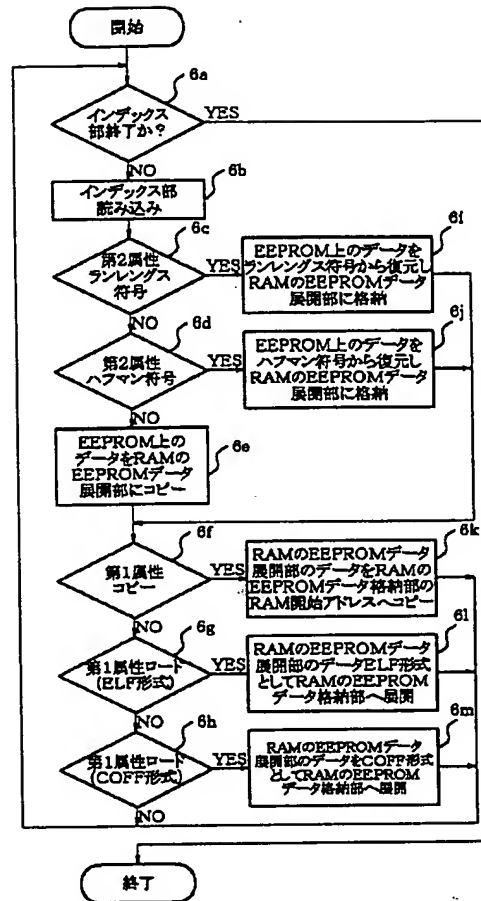 開始
6a
インデックス
部終了か?
YES
NO
6b
インデックス部
読み込み
6c
第2属性
ランレングス
符号
YES
6i
EEPROM上のデータを
ランレングス符号から復元し
RAMのEEPROMデータ
展開部に格納
NO
6d
第2属性
ハフマン符号
YES
6j
EEPROM上のデータを
ハフマン符号から復元し
RAMのEEPROMデータ
展開部に格納
NO
6e
EEPROM上の
データをRAMの
EEPROMデータ
展開部にコピー
6f
第1属性
コピー
YES
6k
RAMのEEPROMデータ
展開部のデータをRAMの
EEPROMデータ格納部の
RAM開始アドレスへコピー
NO
6g
第1属性ロード
(ELF形式)
YES
6l
RAMのEEPROMデータ
展開部のデータELF形式
としてRAMのEEPROM
データ格納部へ展開
NO
6h
第1属性ロード
(COFF形式)
YES
6m
RAMのEEPROMデータ
展開部のデータをCOFF形式
としてRAMのEEPROM
データ格納部へ展開
NO
終了